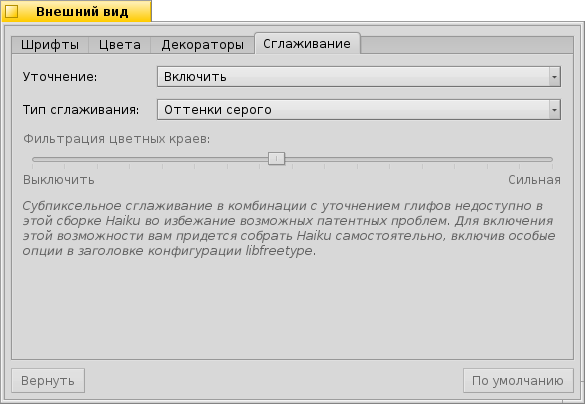 Внешний вид
Шрифты Цвета Декораторы Сглаживание
Уточнение: Включить
Тип сглаживания: Оттенки серого
Фильтрация цветных краев:
Выключить Сильная
Субпиксельное сглаживание в комбинации с уточнением глифов недоступно в
этой сборке Haiku во избежание возможных патентных проблем. Для включения
этой возможности вам придется собрать Haiku самостоятельно, включив особые
опции в заголовке конфигурации libfreetype.
Вернуть По умолчанию